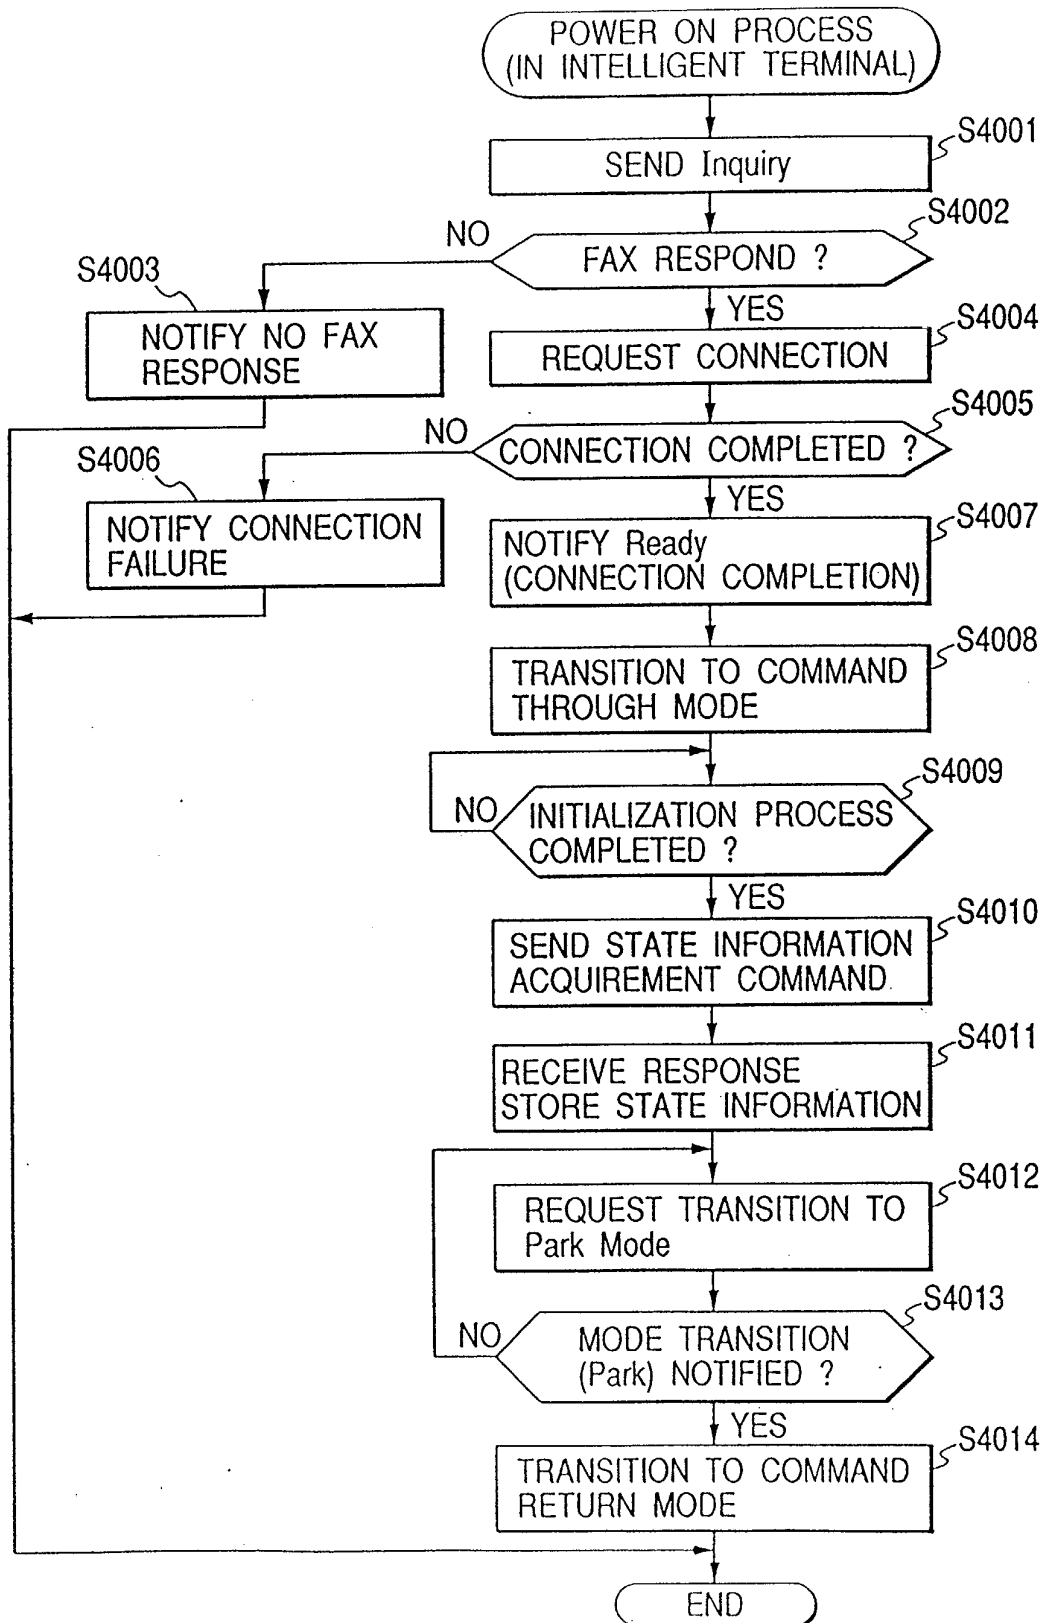 POWER ON PROCESS
(IN INTELLIGENT TERMINAL)
S4001
SEND Inquiry
S4002
NO
FAX RESPOND ?
S4003
YES
NOTIFY NO FAX
RESPONSE
S4004
REQUEST CONNECTION
S4005
NO
CONNECTION COMPLETED ?
S4006
YES
NOTIFY CONNECTION
FAILURE
S4007
NOTIFY Ready
(CONNECTION COMPLETION)
S4008
TRANSITION TO COMMAND
THROUGH MODE
S4009
NO
INITIALIZATION PROCESS
COMPLETED ?
YES
S4010
SEND STATE INFORMATION
ACQUIREMENT COMMAND
S4011
RECEIVE RESPONSE
STORE STATE INFORMATION
S4012
REQUEST TRANSITION TO
Park Mode
S4013
NO
MODE TRANSITION
(Park) NOTIFIED ?
YES
S4014
TRANSITION TO COMMAND
RETURN MODE
END